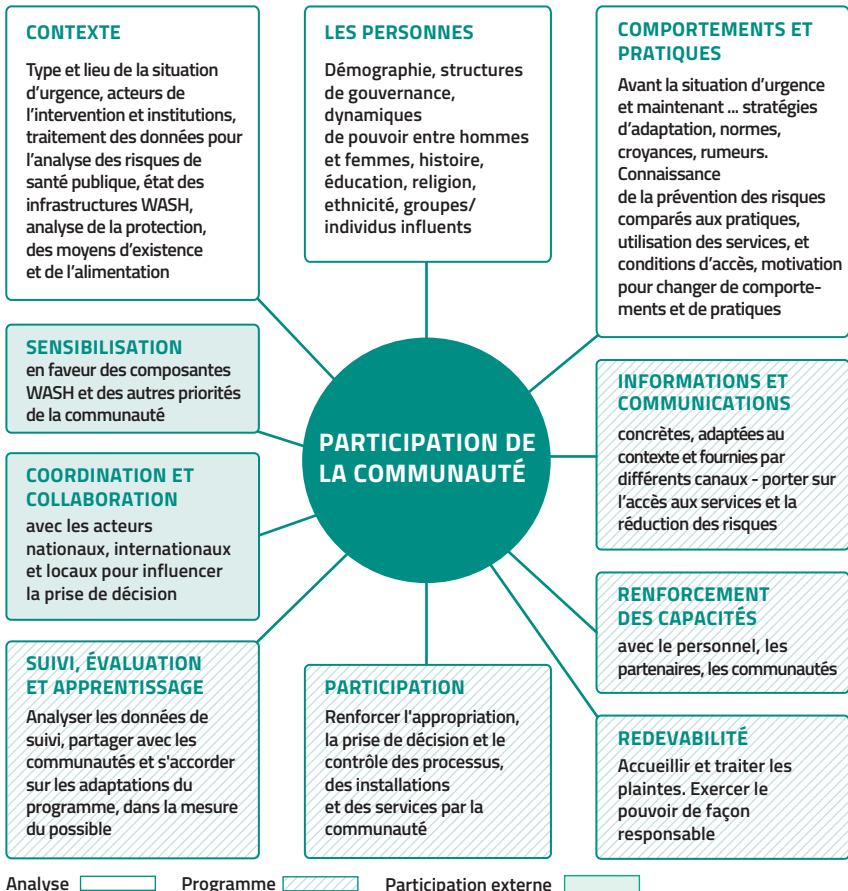 CONTEXTE
Type et lieu de la situation
d’urgence, acteurs de
l’intervention et institutions,
traitement des données pour
l’analyse des risques de
santé publique, état des
infrastructures WASH,
analyse de la protection,
des moyens d’existence
et de l’alimentation
LES PERSONNES
Démographie, structures
de gouvernance,
dynamiques
de pouvoir entre hommes
et femmes, histoire,
éducation, religion,
ethnicité, groupes/
individus influents
COMPORTEMENTS ET
PRATIQUES
Avant la situation d’urgence
et maintenant ... stratégies
d’adaptation, normes,
croyances, rumeurs.
Connaissance
de la prévention des risques
comparés aux pratiques,
utilisation des services, et
conditions d’accès, motivation
pour changer de comporte-
ments et de pratiques
SENSIBILISATION
en faveur des composantes
WASH et des autres priorités
de la communauté
PARTICIPATION DE
LA COMMUNAUTÉ
INFORMATIONS ET
COMMUNICATIONS
concrètes, adaptées au
contexte et fournies par
différents canaux - porter sur
l’accès aux services et la
réduction des risques
COORDINATION ET
COLLABORATION
avec les acteurs
nationaux, internationaux
et locaux pour influencer
la prise de décision
RENFORCEMENT
DES CAPACITÉS
avec le personnel, les
partenaires, les communautés
SUIVI, ÉVALUATION
ET APPRENTISSAGE
Analyser les données de
suivi, partager avec les
communautés et s'accorder
sur les adaptations du
programme, dans la mesure
du possible
PARTICIPATION
Renforcer l'appropriation,
la prise de décision et le
contrôle des processus,
des installations
et des services par la
communauté
REDEVABILITÉ
Accueillir et traiter les
plaintes. Exercer le
pouvoir de façon
responsable
Analyse Programme Participation externe